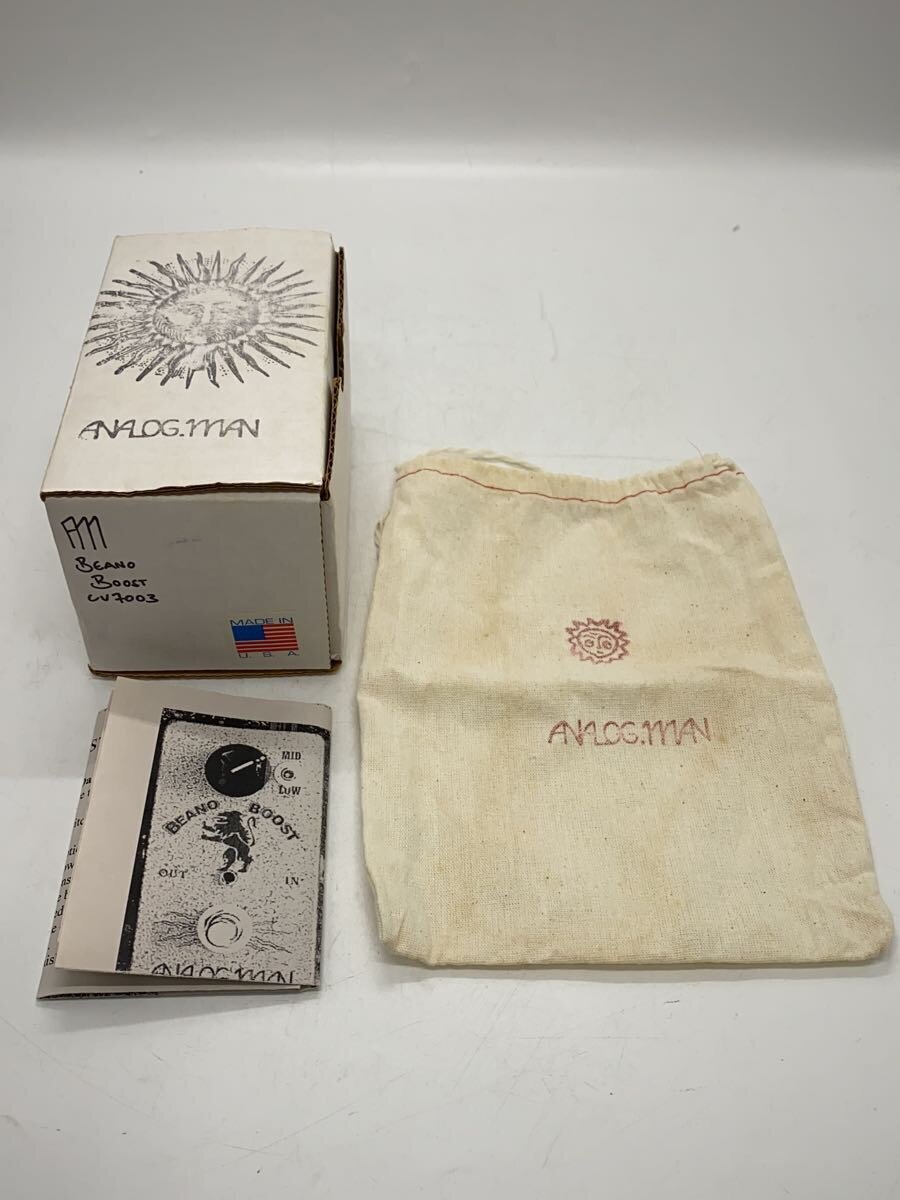 ANALOG.MAN
AM
BEANO
BOOST
CV7003
MADE IN
U. S. A.
MID
LOW
BEANO BOOST
OUT
IN
ANALOG.MAN
ANALOG.MAN